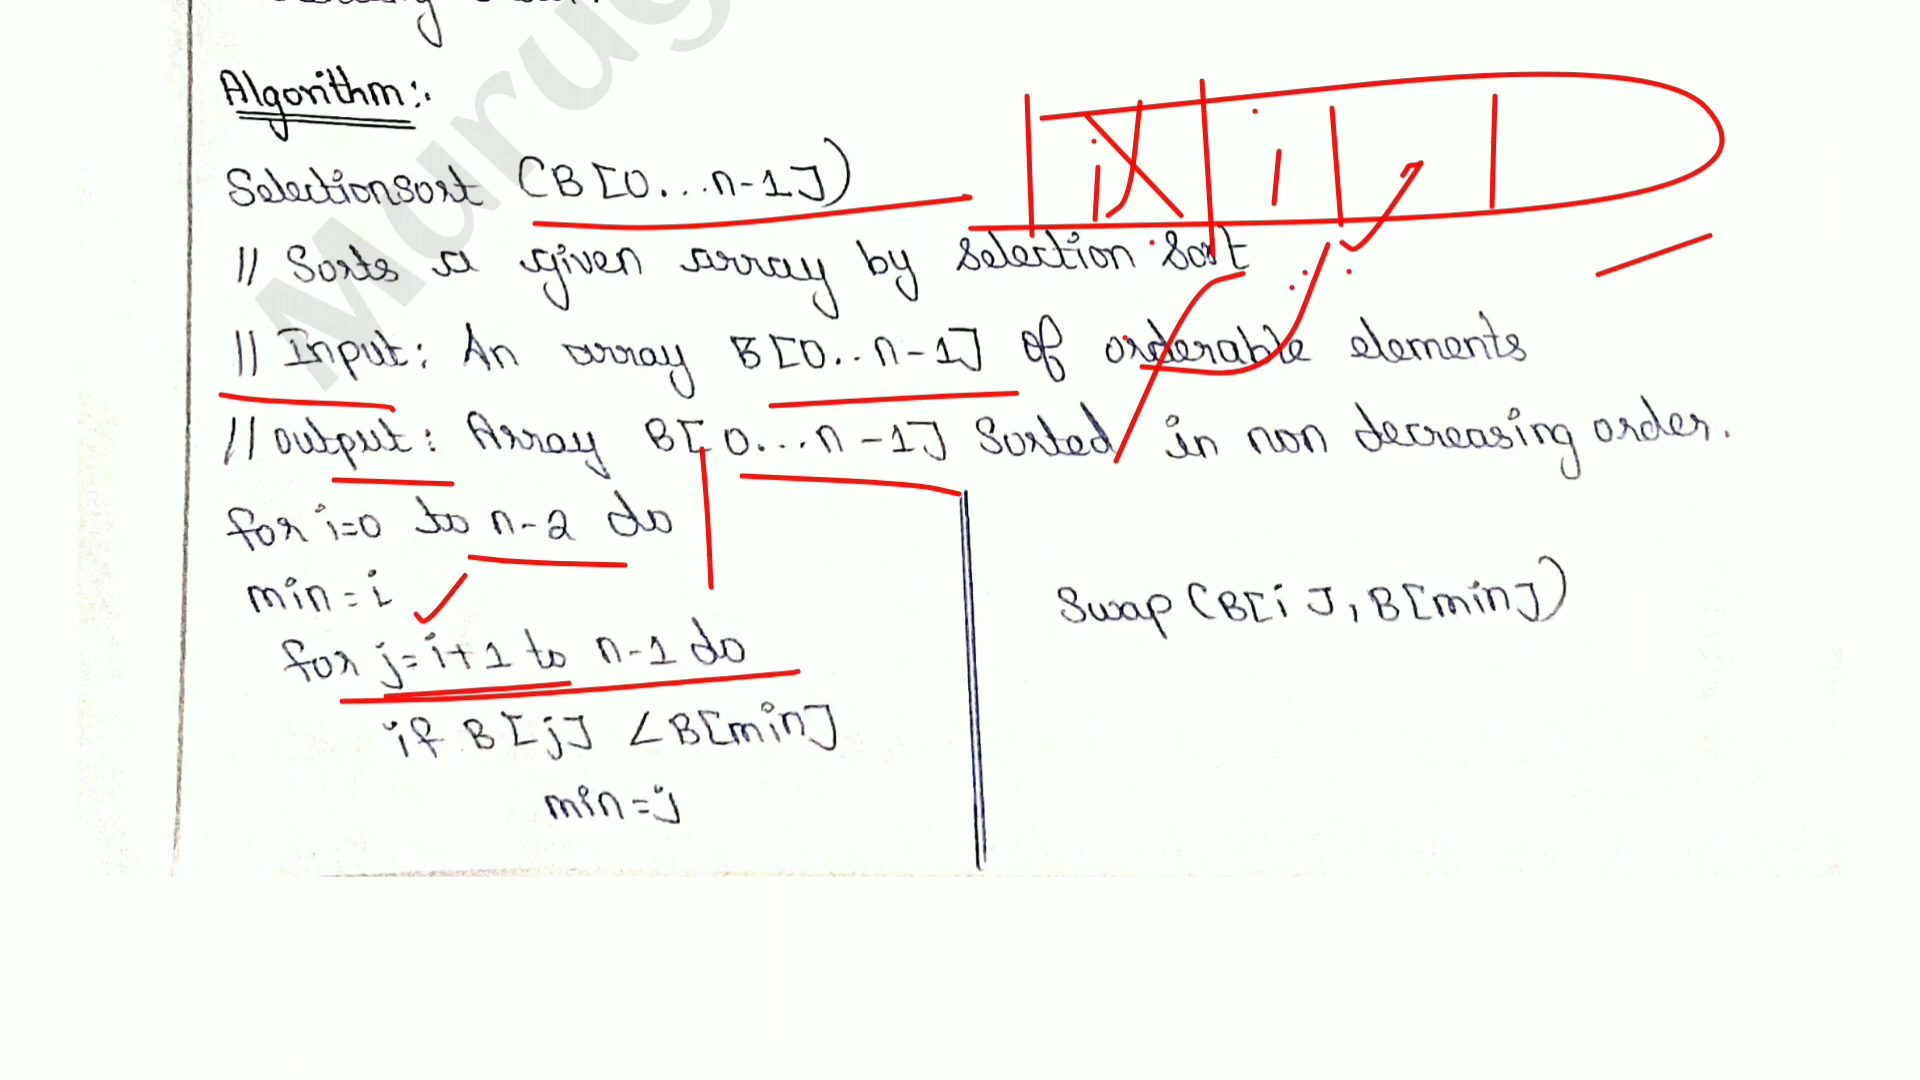 Algorithm:.
Selectionsort (B[0...n-1])
// Sorts a given array by selection Sort
// Input: An array B[0..n-1] of orderable elements
// output: Array B[0...n-1] Sorted in non decreasing order.
for i=0 to n-2 do
min=i
for j=i+1 to n-1 do
if B[j] <B[min]
min=j
Swap (B[i], B[min])